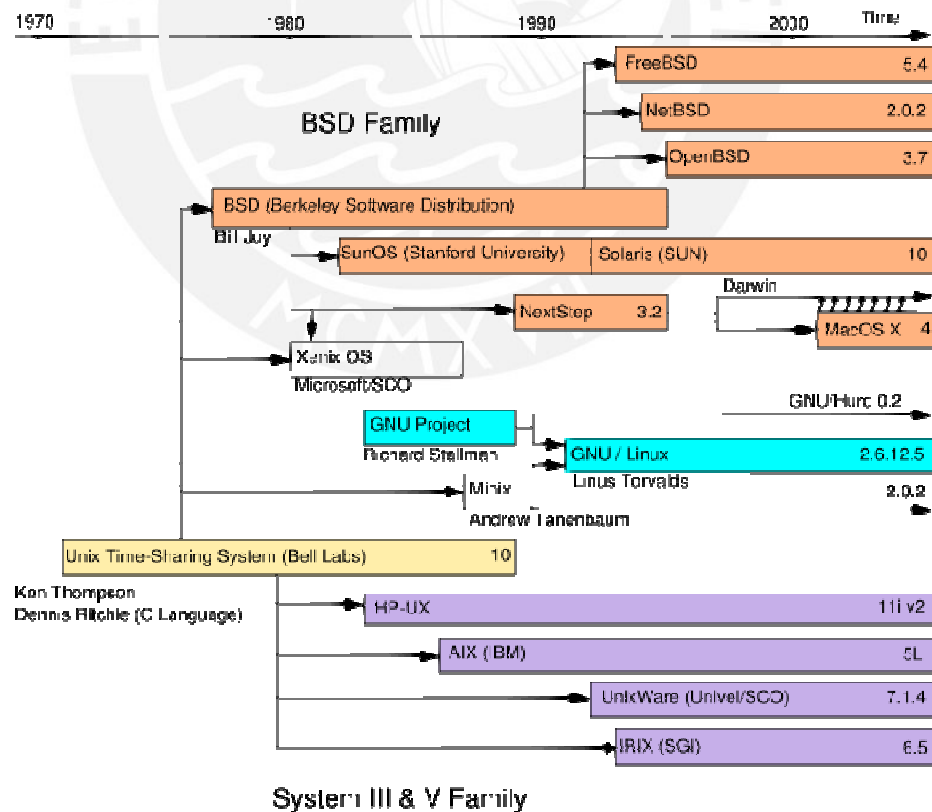 1970 1980 1990 2000 Time
FreeBSD 5.4
NetBSD 2.0.2
BSD Family
OpenBSD 3.7
BSD (Berkeley Software Distribution)
Bill Joy
SunOS (Stanford University) Solaris (SUN) 10
Darwin
NextStep 3.2
MacOS X 4
Xenix OS
Microsoft/SCO
GNU/Hurd 0.2
GNU Project
Richard Stallman
GNU / Linux 2.6.12.5
Linus Torvalds
Minix 2.0.2
Andrew Tanenbaum
Unix Time-Sharing System (Bell Labs) 10
Ken Thompson
Dennis Ritchie (C Language)
HP-UX 11i v2
AIX (IBM) 5L
UnixWare (Univel/SCO) 7.1.4
IRIX (SGI) 6.5
System III & V Family
MCMXVII